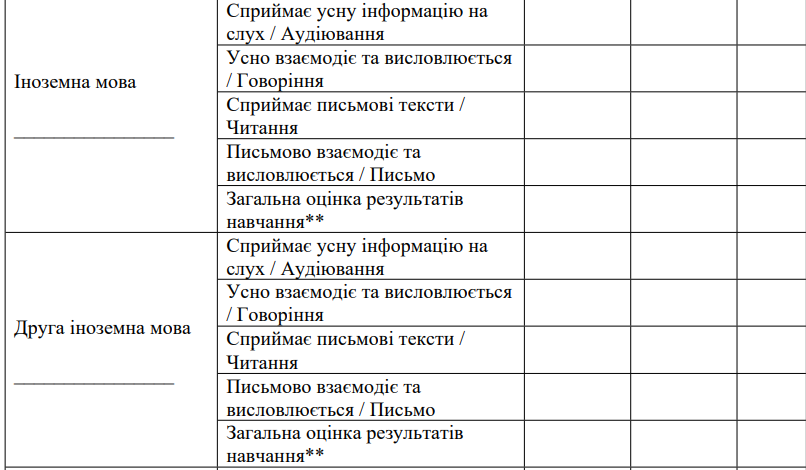 Іноземна мова
_________________
Сприймає усну інформацію на
слух / Аудіювання
Усно взаємодіє та висловлюється
/ Говоріння
Сприймає письмові тексти /
Читання
Письмово взаємодіє та
висловлюється / Письмо
Загальна оцінка результатів
навчання**
Друга іноземна мова
_________________
Сприймає усну інформацію на
слух / Аудіювання
Усно взаємодіє та висловлюється
/ Говоріння
Сприймає письмові тексти /
Читання
Письмово взаємодіє та
висловлюється / Письмо
Загальна оцінка результатів
навчання**